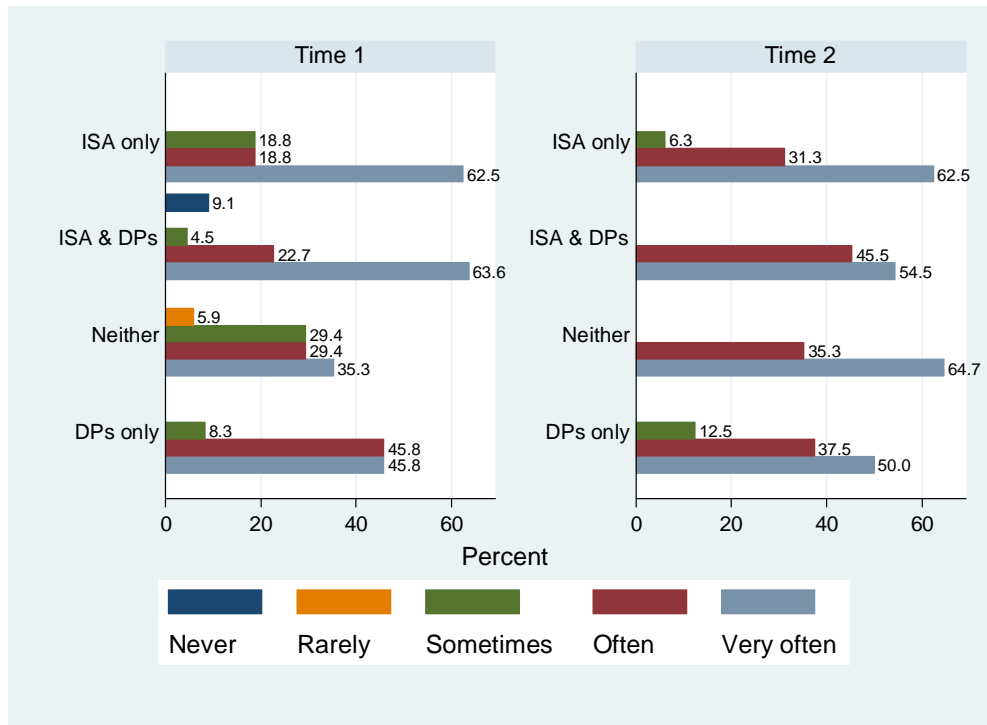 Time 1
ISA only
18.8
18.8
62.5
9.1
ISA & DPs
4.5
22.7
63.6
5.9
Neither
29.4
29.4
35.3
DPs only
8.3
45.8
45.8
0 20 40 60
Time 2
ISA only
6.3
31.3
62.5
ISA & DPs
45.5
54.5
Neither
35.3
64.7
DPs only
12.5
37.5
50.0
0 20 40 60
Percent
Never Rarely Sometimes Often Very often